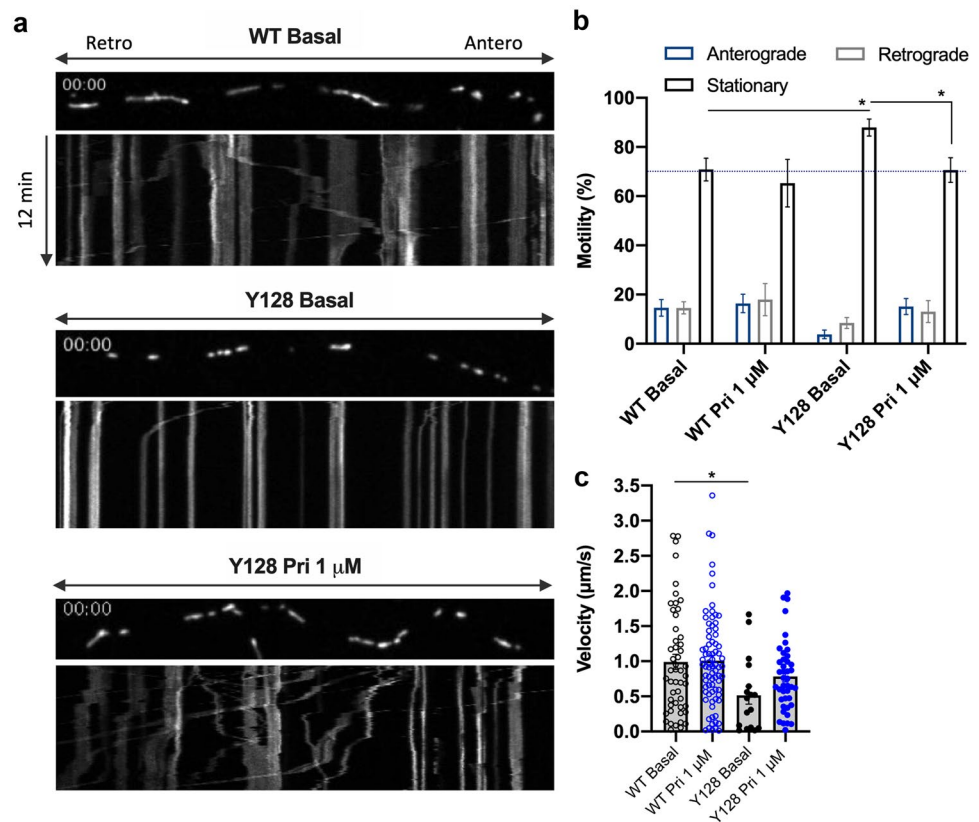 a
Retro WT Basal Antero
00:00
12 min
Y128 Basal
00:00
Y128 Pri 1 μM
00:00
b
Anterograde Retrograde
Stationary
* *
100
80
60
40
20
0
Motility (%)
WT Basal
WT Pri 1 μM
Y128 Basal
Y128 Pri 1 μM
c
*
3.5
3.0
2.5
2.0
1.5
1.0
0.5
0.0
Velocity (μm/s)
WT Basal
WT Pri 1 μM
Y128 Basal
Y128 Pri 1 μM